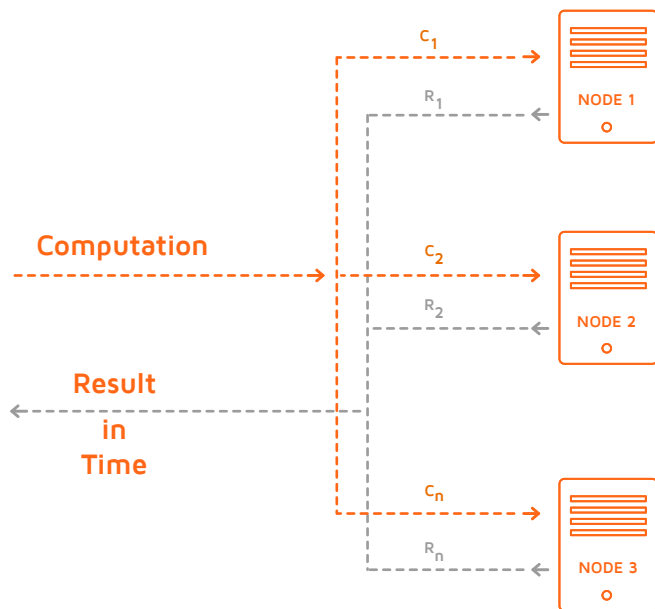 C1
NODE 1
R1
Computation
C2
NODE 2
R2
Result
in
Time
Cn
NODE 3
Rn